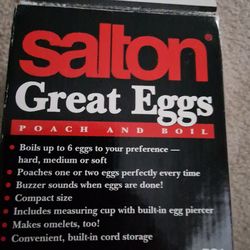 salton®
Great Eggs
POACH AND BOIL
• Boils up to 6 eggs to your preference —
hard, medium or soft
• Poaches one or two eggs perfectly every time
• Buzzer sounds when eggs are done!
• Compact size
• Includes measuring cup with built-in egg piercer
• Makes omelets, too!
• Convenient, built-in cord storage